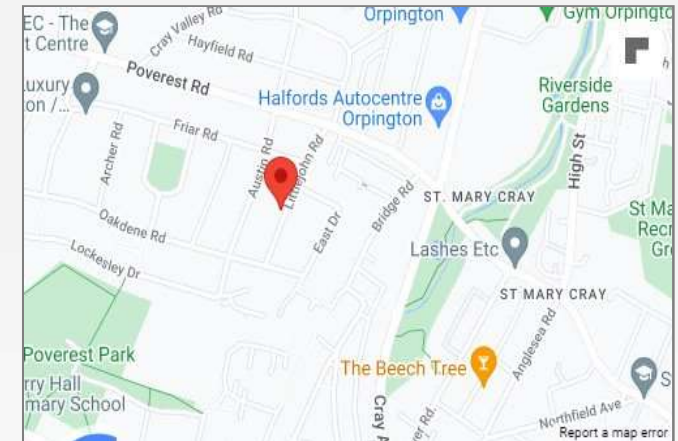 Orpington
Gym Orpingto
EC - The
t Centre
Cray Valley Rd
Hayfield Rd
Poverest Rd
uxury
on /...
Halfords Autocentre
Orpington
Riverside
Gardens
Friar Rd
Archer Rd
Austin Rd
Littlejohn Rd
High St
ST. MARY CRAY
St Ma
Recr
Gr
Bridge Rd
East Dr
Oakdene Rd
Lockesley Dr
Lashes Etc
ST MARY CRAY
Anglesea Rd
Poverest Park
rry Hall
mary School
The Beech Tree
Cray
er Rd.
S
Northfield Ave
Report a map error